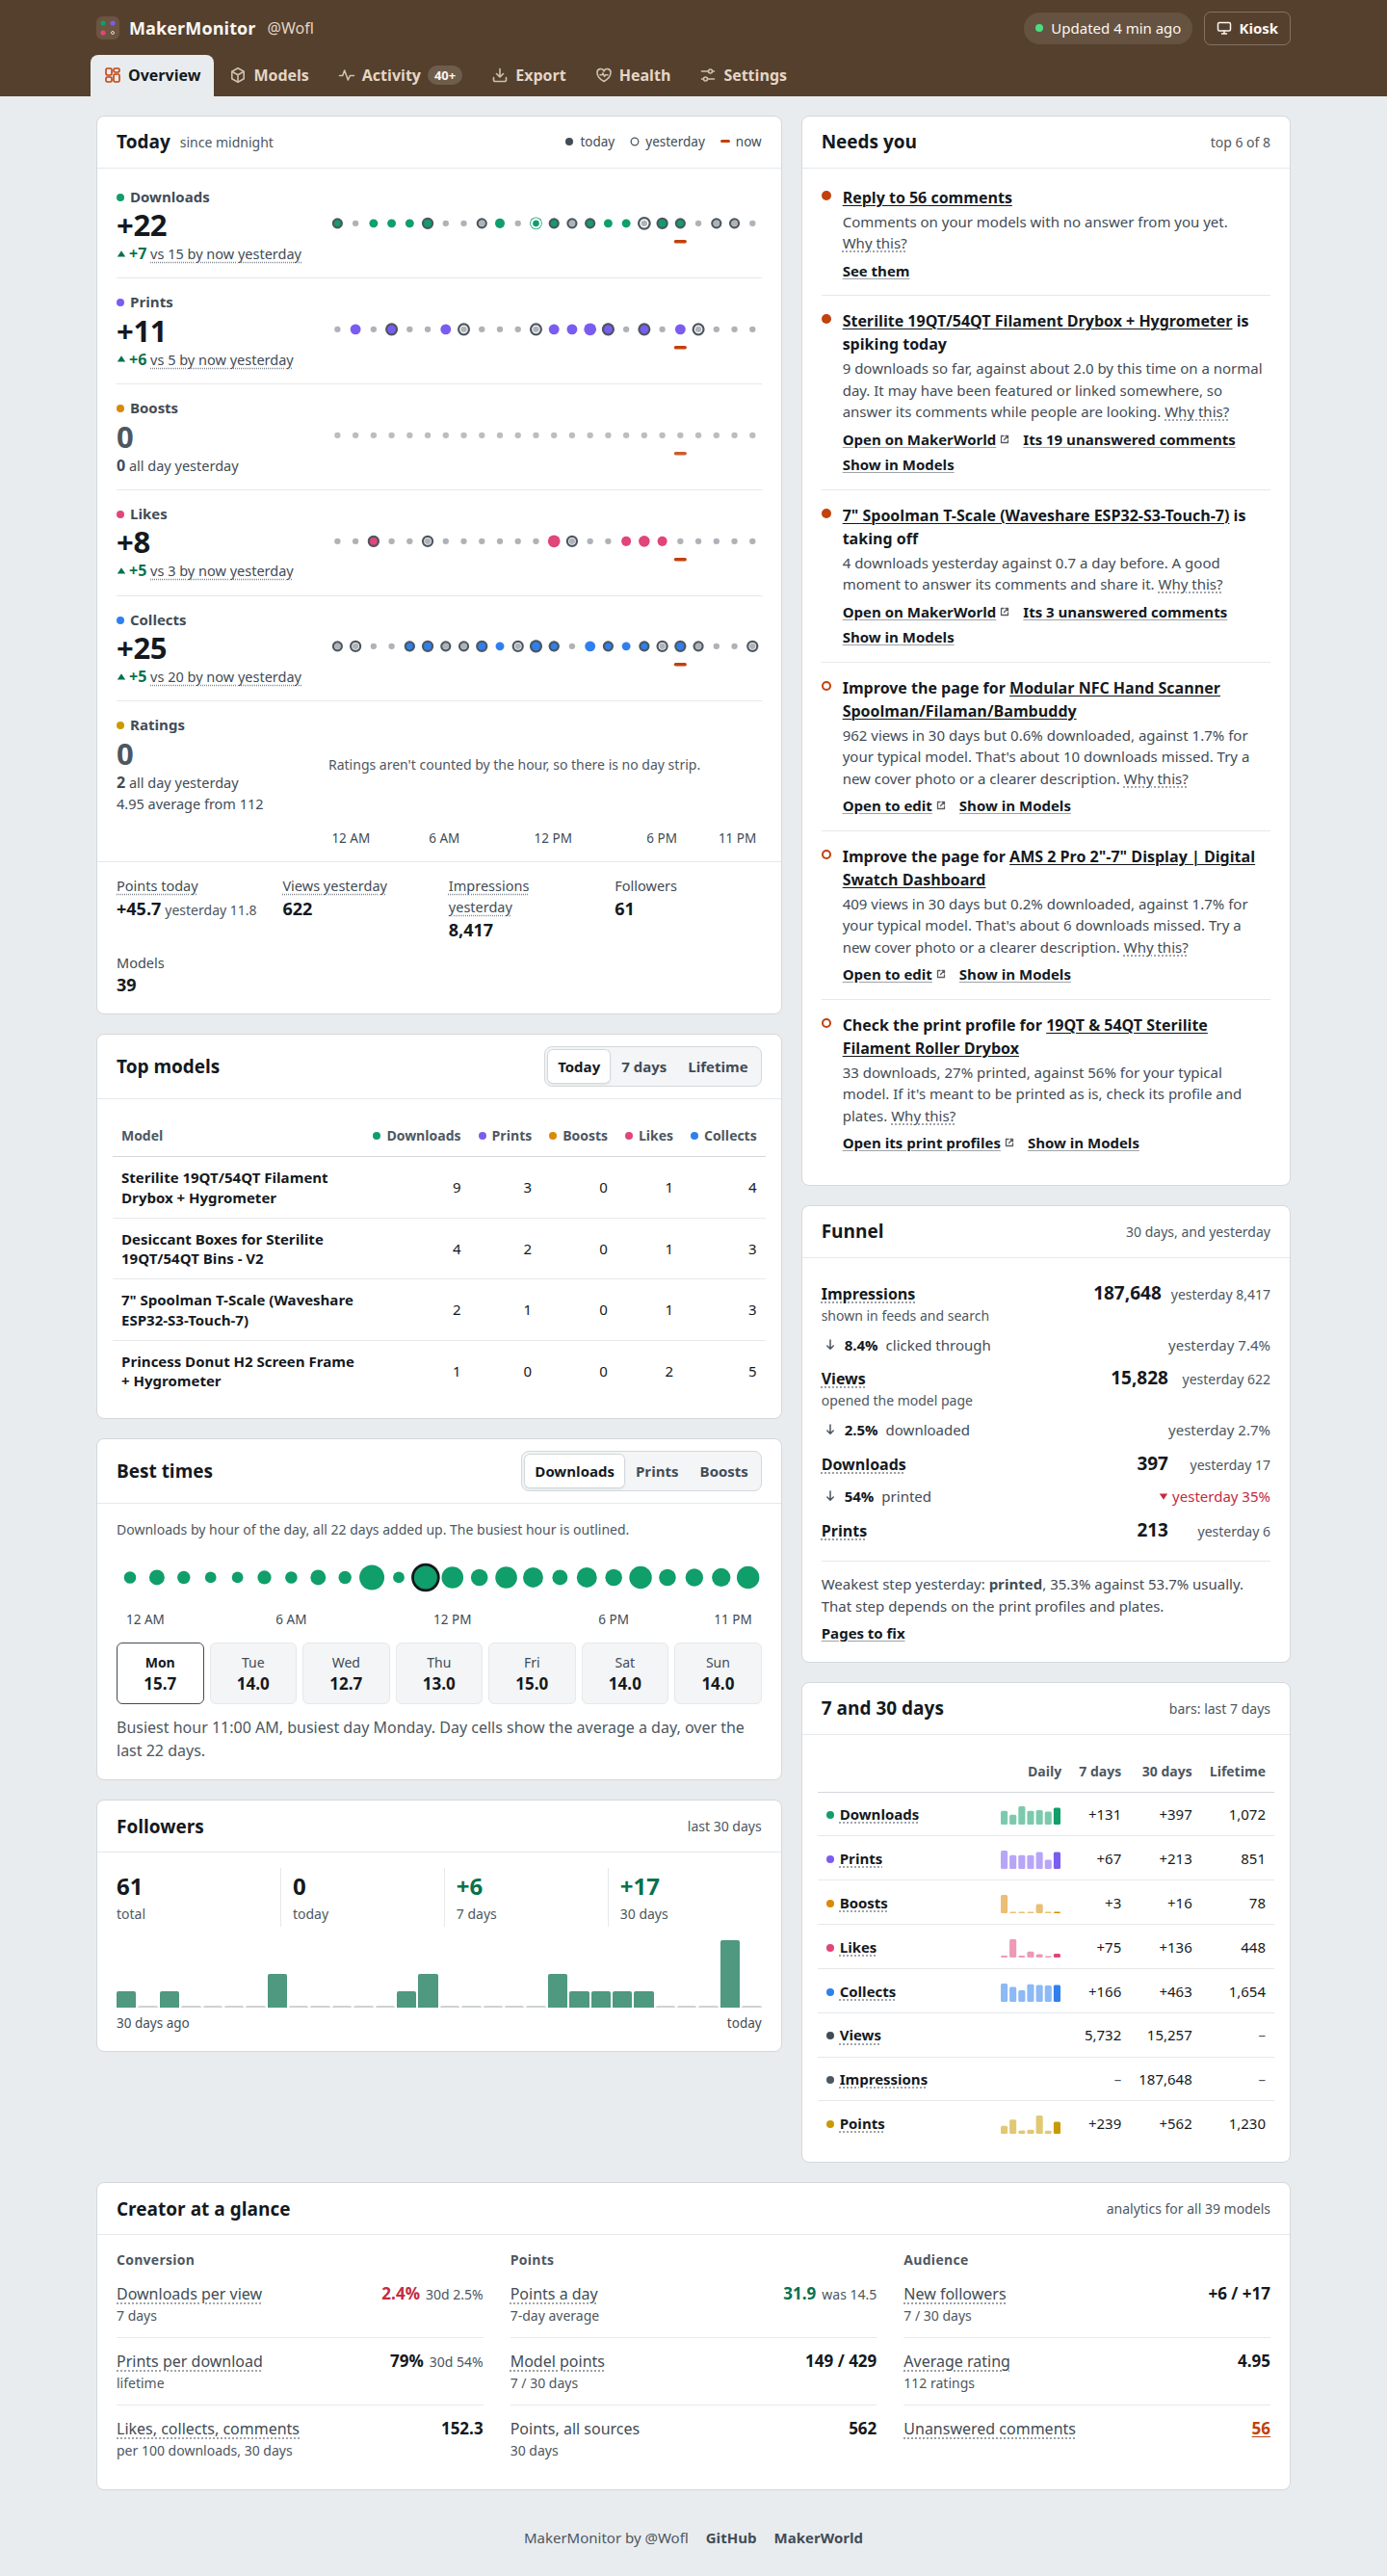 MakerMonitor @Wofl
Updated 4 min ago Kiosk
Overview Models Activity 40+ Export Health Settings
Today since midnight today yesterday now
Downloads
+22
+7 vs 15 by now yesterday
Prints
+11
+6 vs 5 by now yesterday
Boosts
0
0 all day yesterday
Likes
+8
+5 vs 3 by now yesterday
Collects
+25
+5 vs 20 by now yesterday
Ratings
0
2 all day yesterday
4.95 average from 112
Ratings aren't counted by the hour, so there is no day strip.
12 AM 6 AM 12 PM 6 PM 11 PM
Points today
+45.7 yesterday 11.8
Views yesterday
622
Impressions
yesterday
8,417
Followers
61
Models
39
Top models Today 7 days Lifetime
Model Downloads Prints Boosts Likes Collects
Sterilite 19QT/54QT Filament
Drybox + Hygrometer
9 3 0 1 4
Desiccant Boxes for Sterilite
19QT/54QT Bins - V2
4 2 0 1 3
7" Spoolman T-Scale (Waveshare
ESP32-S3-Touch-7)
2 1 0 1 3
Princess Donut H2 Screen Frame
+ Hygrometer
1 0 0 2 5
Best times Downloads Prints Boosts
Downloads by hour of the day, all 22 days added up. The busiest hour is outlined.
12 AM 6 AM 12 PM 6 PM 11 PM
Mon Tue Wed Thu Fri Sat Sun
15.7 14.0 12.7 13.0 15.0 14.0 14.0
Busiest hour 11:00 AM, busiest day Monday. Day cells show the average a day, over the
last 22 days.
Followers last 30 days
61 0 +6 +17
total today 7 days 30 days
30 days ago today
Needs you top 6 of 8
Reply to 56 comments
Comments on your models with no answer from you yet.
Why this?
See them
Sterilite 19QT/54QT Filament Drybox + Hygrometer is
spiking today
9 downloads so far, against about 2.0 by this time on a normal
day. It may have been featured or linked somewhere, so
answer its comments while people are looking. Why this?
Open on MakerWorld Its 19 unanswered comments
Show in Models
7" Spoolman T-Scale (Waveshare ESP32-S3-Touch-7) is
taking off
4 downloads yesterday against 0.7 a day before. A good
moment to answer its comments and share it. Why this?
Open on MakerWorld Its 3 unanswered comments
Show in Models
Improve the page for Modular NFC Hand Scanner
Spoolman/Filaman/Bambuddy
962 views in 30 days but 0.6% downloaded, against 1.7% for
your typical model. That's about 10 downloads missed. Try a
new cover photo or a clearer description. Why this?
Open to edit Show in Models
Improve the page for AMS 2 Pro 2"-7" Display | Digital
Swatch Dashboard
409 views in 30 days but 0.2% downloaded, against 1.7% for
your typical model. That's about 6 downloads missed. Try a
new cover photo or a clearer description. Why this?
Open to edit Show in Models
Check the print profile for 19QT & 54QT Sterilite
Filament Roller Drybox
33 downloads, 27% printed, against 56% for your typical
model. If it's meant to be printed as is, check its profile and
plates. Why this?
Open its print profiles Show in Models
Funnel 30 days, and yesterday
Impressions 187,648 yesterday 8,417
shown in feeds and search
8.4% clicked through yesterday 7.4%
Views 15,828 yesterday 622
opened the model page
2.5% downloaded yesterday 2.7%
Downloads 397 yesterday 17
54% printed yesterday 35%
Prints 213 yesterday 6
Weakest step yesterday: printed, 35.3% against 53.7% usually.
That step depends on the print profiles and plates.
Pages to fix
7 and 30 days bars: last 7 days
Daily 7 days 30 days Lifetime
Downloads +131 +397 1,072
Prints +67 +213 851
Boosts +3 +16 78
Likes +75 +136 448
Collects +166 +463 1,654
Views 5,732 15,257 –
Impressions – 187,648 –
Points +239 +562 1,230
Creator at a glance analytics for all 39 models
Conversion
Downloads per view 2.4% 30d 2.5%
7 days
Prints per download 79% 30d 54%
lifetime
Likes, collects, comments 152.3
per 100 downloads, 30 days
Points
Points a day 31.9 was 14.5
7-day average
Model points 149 / 429
7 / 30 days
Points, all sources 562
30 days
Audience
New followers +6 / +17
7 / 30 days
Average rating 4.95
112 ratings
Unanswered comments 56
MakerMonitor by @Wofl GitHub MakerWorld